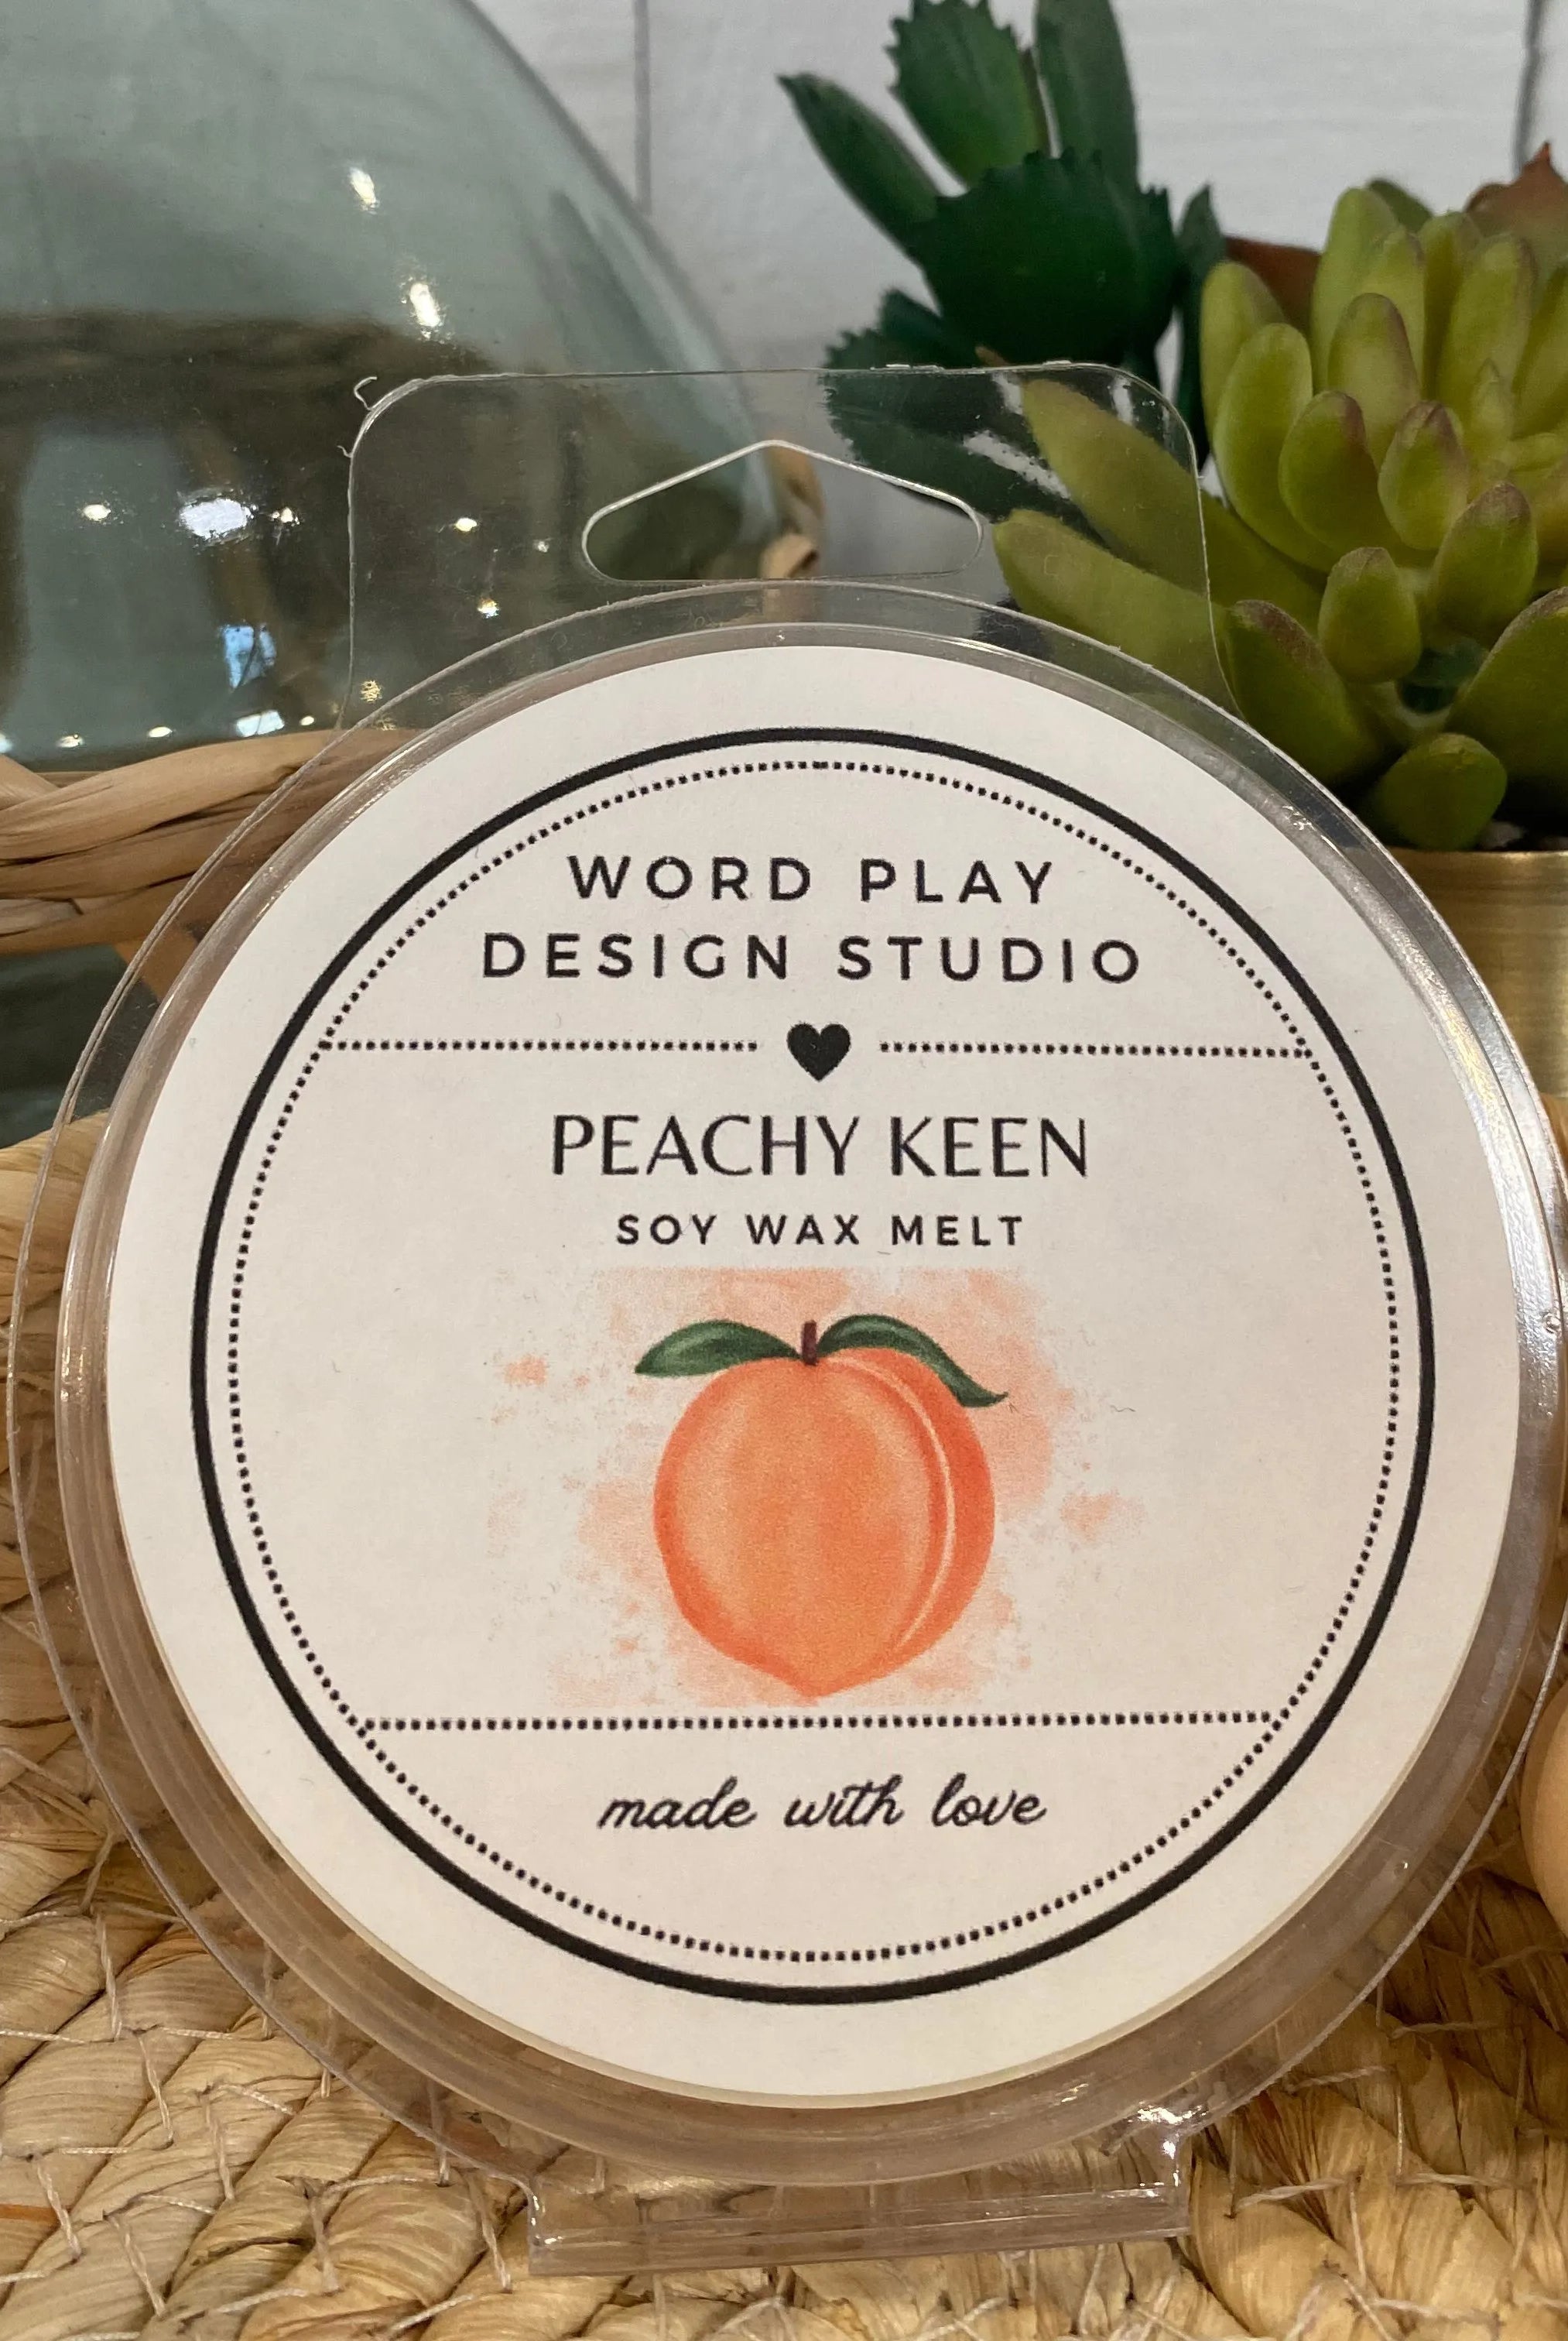 WORD PLAY
DESIGN STUDIO
PEACHY KEEN
SOY WAX MELT
made with love